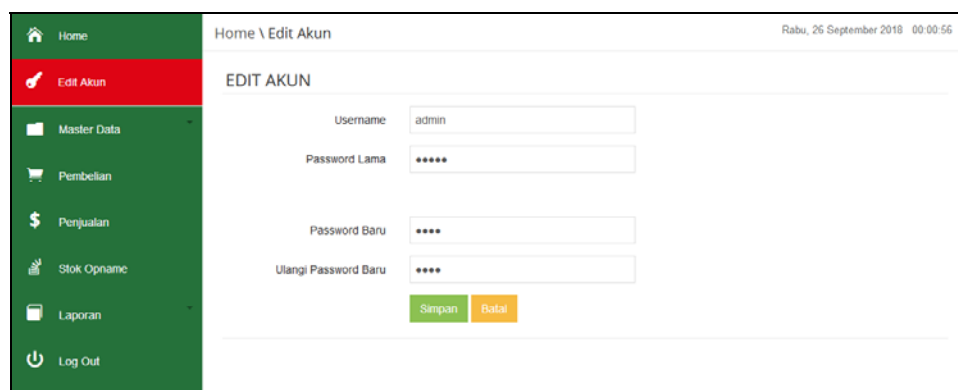 Home
Edit Akun
Master Data
Pembelian
Penjualan
Stok Opname
Laporan
Log Out
Home \ Edit Akun
Rabu, 26 September 2018 00:00:56
EDIT AKUN
Username admin
Password Lama •••••
Password Baru ••••
Ulangi Password Baru ••••
Simpan Batal